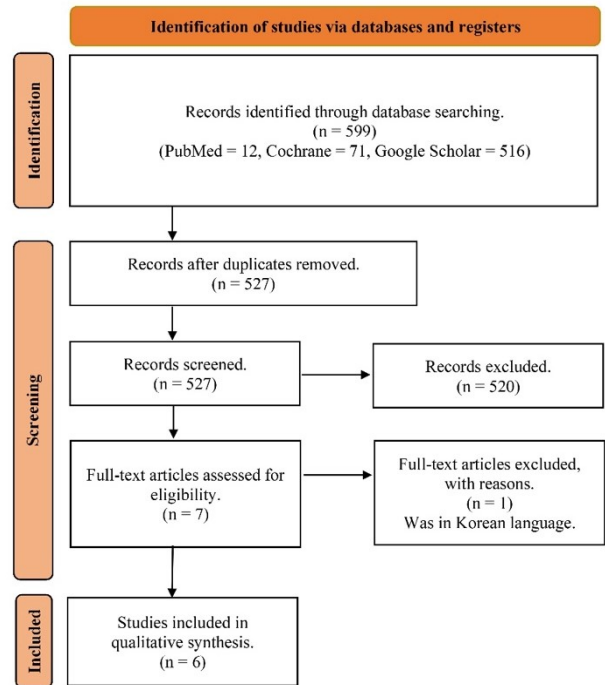 Identification of studies via databases and registers
Identification
Records identified through database searching.
(n = 599)
(PubMed = 12, Cochrane = 71, Google Scholar = 516)
Screening
Records after duplicates removed.
(n = 527)
Records screened.
(n = 527)
Records excluded.
(n = 520)
Full-text articles assessed for
eligibility.
(n = 7)
Full-text articles excluded,
with reasons.
(n = 1)
Was in Korean language.
Included
Studies included in
qualitative synthesis.
(n = 6)